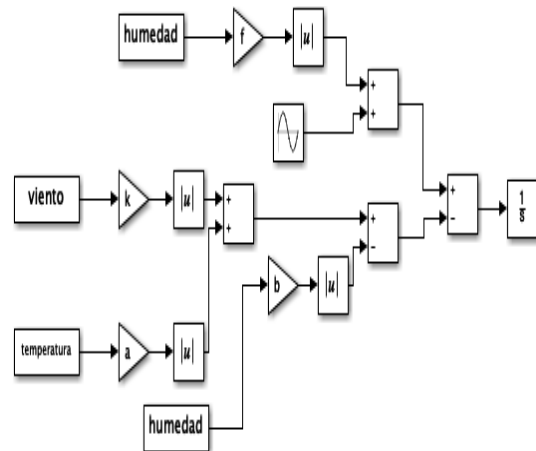 humedad
f
|u|
+
+
viento
k
|u|
+
+
+
−
+
−
1
s
b
|u|
temperatura
a
|u|
humedad